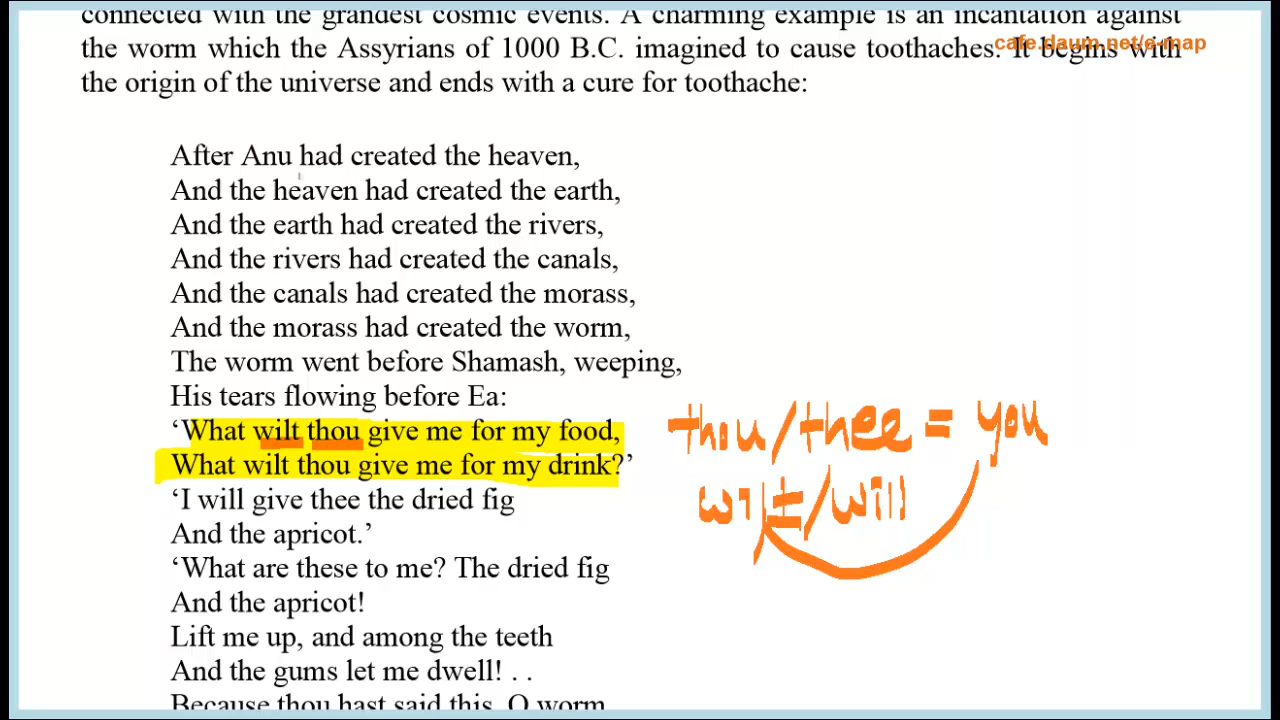 connected with the grandest cosmic events. A charming example is an incantation against
the worm which the Assyrians of 1000 B.C. imagined to cause toothaches. It begins with
cafe.daum.net/e-map
the origin of the universe and ends with a cure for toothache:
After Anu had created the heaven,
And the heaven had created the earth,
And the earth had created the rivers,
And the rivers had created the canals,
And the canals had created the morass,
And the morass had created the worm,
The worm went before Shamash, weeping,
His tears flowing before Ea:
‘What wilt thou give me for my food,
What wilt thou give me for my drink?’
‘I will give thee the dried fig
And the apricot.’
‘What are these to me? The dried fig
And the apricot!
Lift me up, and among the teeth
And the gums let me dwell! . .
Because thou hast said this, O worm
thou/thee = you
wilt/will